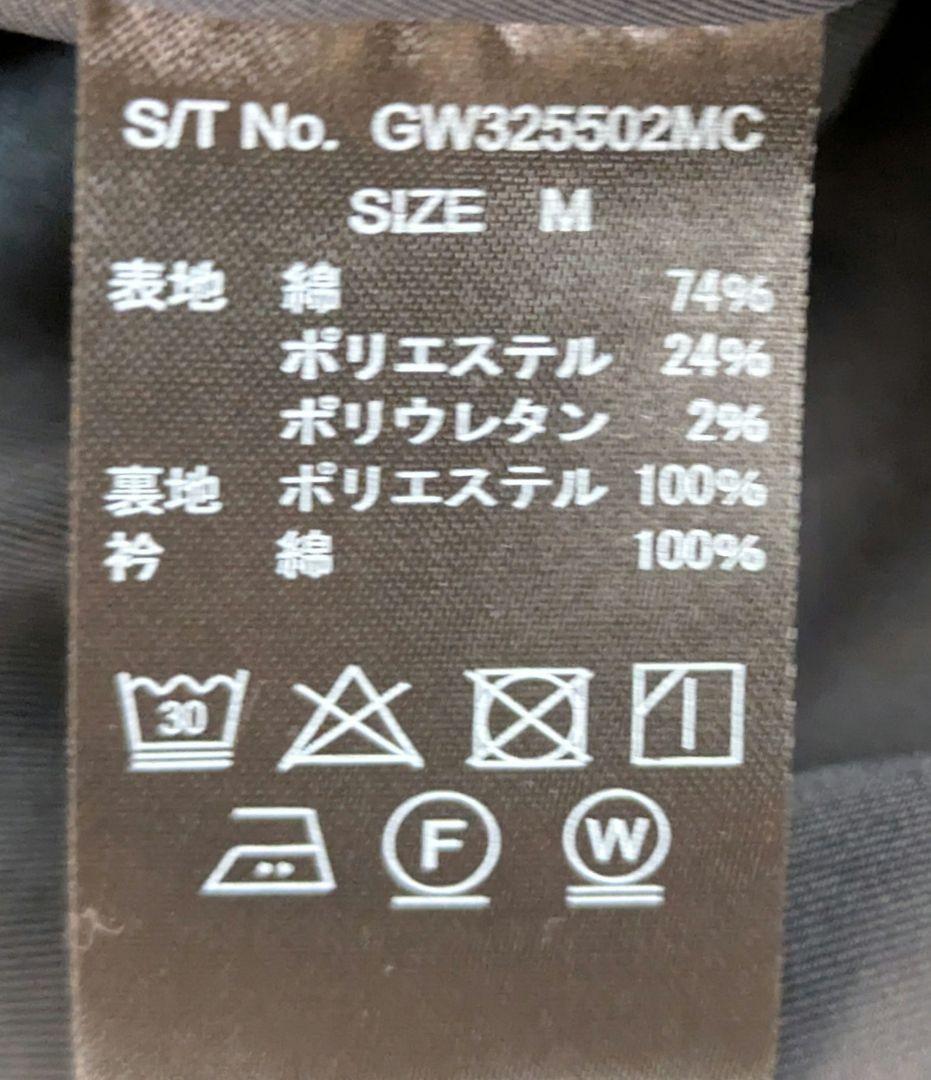 S/T No. GW325502MC
SIZE M
表地 綿 74%
ポリエステル 24%
ポリウレタン 2%
裏地 ポリエステル 100%
衿 綿 100%
30
F W